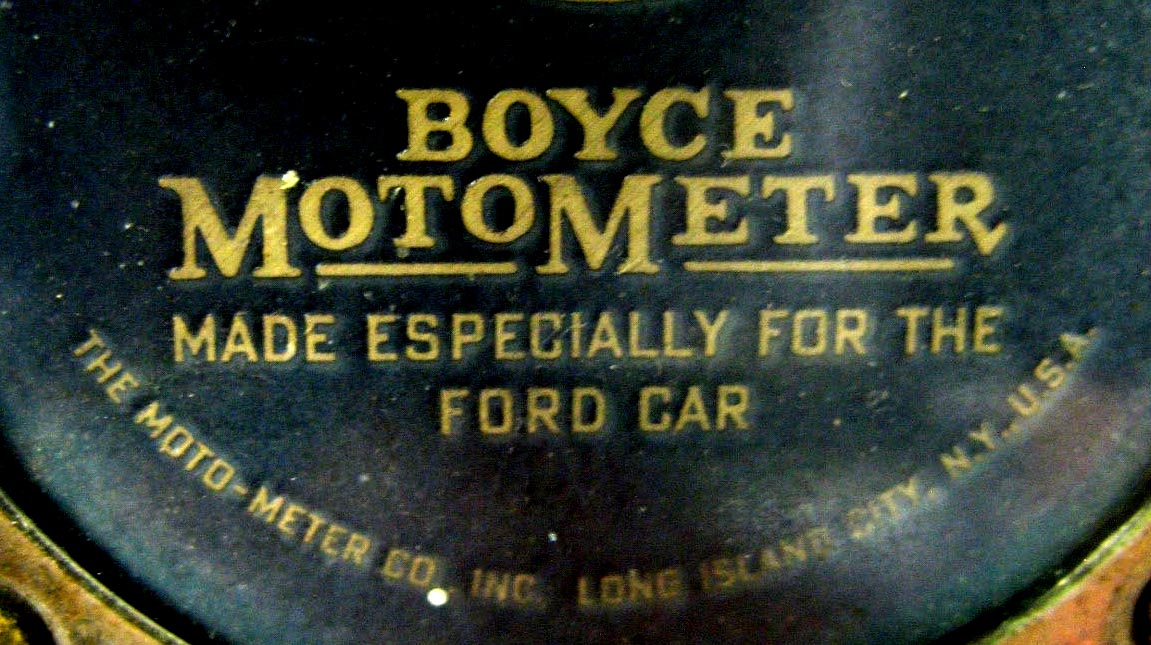 BOYCE
MOTOMETER
MADE ESPECIALLY FOR THE
FORD CAR
THE MOTO-METER CO., INC. LONG ISLAND CITY, N.Y., U.S.A.